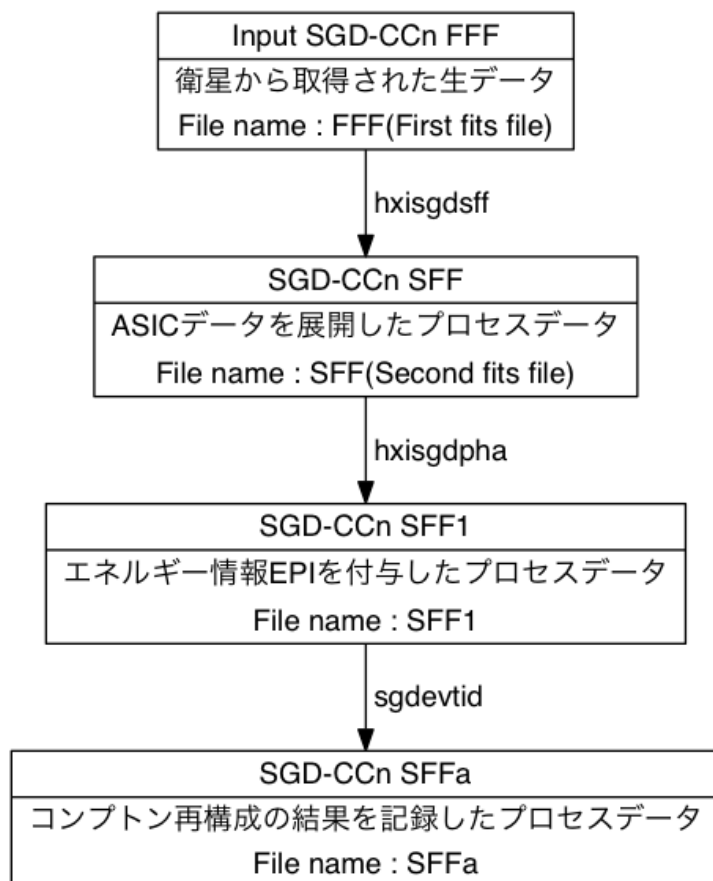 Input SGD-CCn FFF
衛星から取得された生データ
File name : FFF(First fits file)
hxisgdsff
SGD-CCn SFF
ASICデータを展開したプロセスデータ
File name : SFF(Second fits file)
hxisgdpha
SGD-CCn SFF1
エネルギー情報EPIを付与したプロセスデータ
File name : SFF1
sgdevtid
SGD-CCn SFFa
コンプトン再構成の結果を記録したプロセスデータ
File name : SFFa